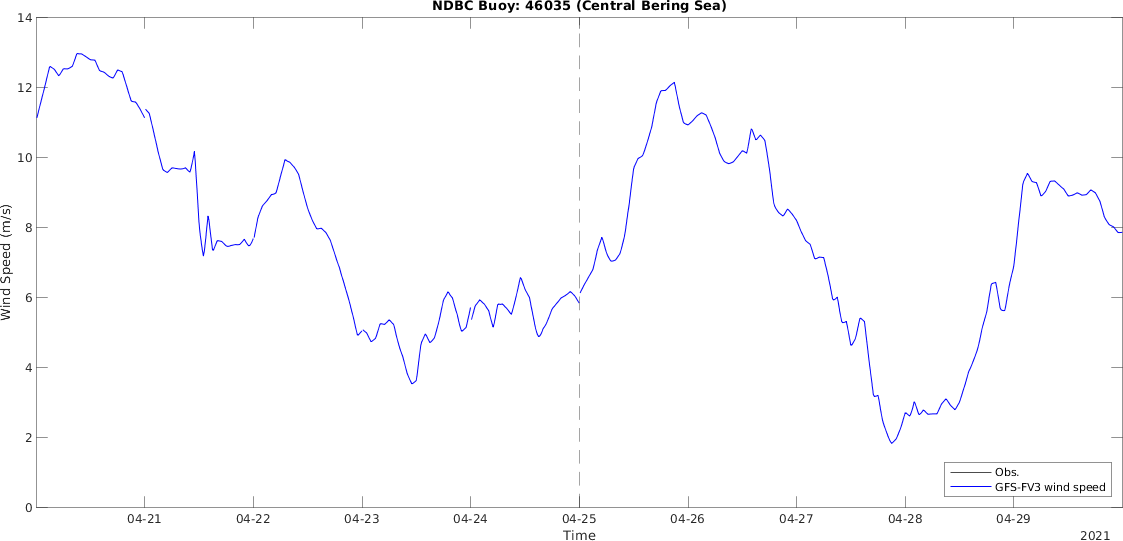 NDBC Buoy: 46035 (Central Bering Sea)
14
12
10
8
6
4
2
0
Wind Speed (m/s)
04-21 04-22 04-23 04-24 04-25 04-26 04-27 04-28 04-29
Time
2021
Obs.
GFS-FV3 wind speed